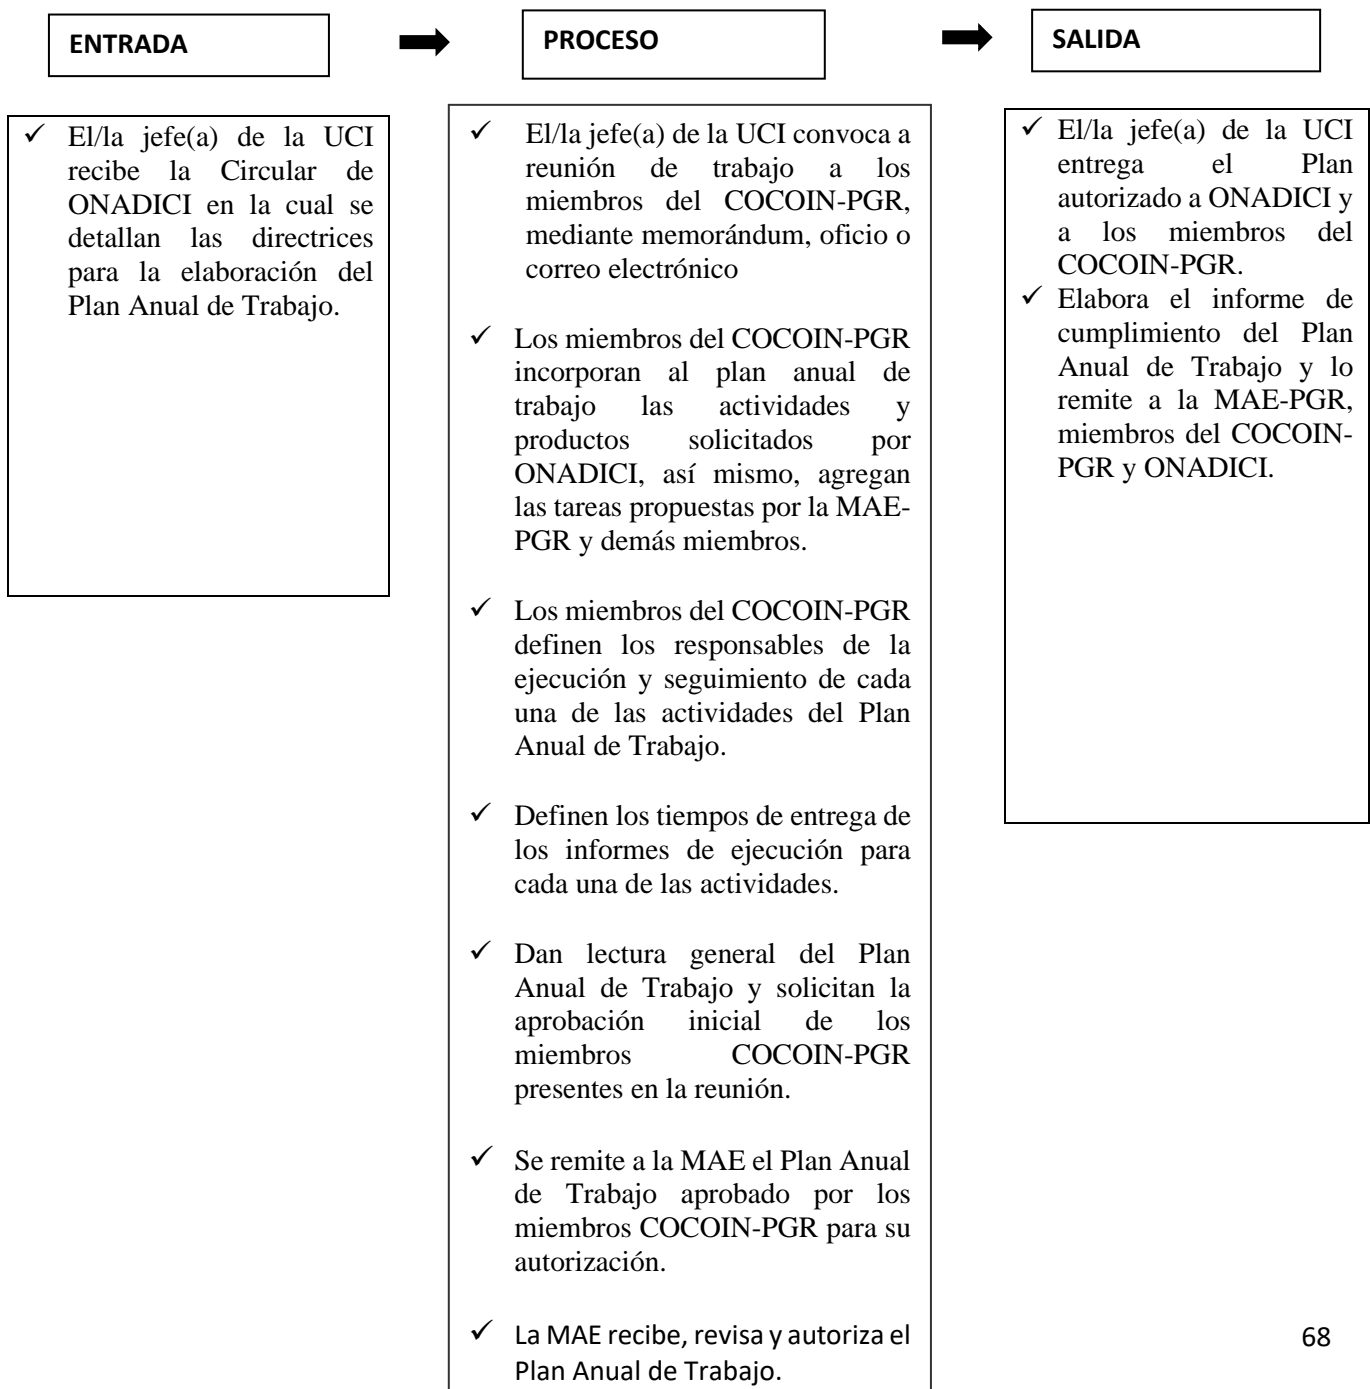 ENTRADA
PROCESO
SALIDA
✓ El/la jefe(a) de la UCI
recibe la Circular de
ONADICI en la cual se
detallan las directrices
para la elaboración del
Plan Anual de Trabajo.
✓ El/la jefe(a) de la UCI convoca a
reunión de trabajo a los
miembros del COCOIN-PGR,
mediante memorándum, oficio o
correo electrónico
✓ Los miembros del COCOIN-PGR
incorporan al plan anual de
trabajo las actividades y
productos solicitados por
ONADICI, así mismo, agregan
las tareas propuestas por la MAE-
PGR y demás miembros.
✓ Los miembros del COCOIN-PGR
definen los responsables de la
ejecución y seguimiento de cada
una de las actividades del Plan
Anual de Trabajo.
✓ Definen los tiempos de entrega de
los informes de ejecución para
cada una de las actividades.
✓ Dan lectura general del Plan
Anual de Trabajo y solicitan la
aprobación inicial de los
miembros COCOIN-PGR
presentes en la reunión.
✓ Se remite a la MAE el Plan Anual
de Trabajo aprobado por los
miembros COCOIN-PGR para su
autorización.
✓ La MAE recibe, revisa y autoriza el
Plan Anual de Trabajo.
✓ El/la jefe(a) de la UCI
entrega el Plan
autorizado a ONADICI y
a los miembros del
COCOIN-PGR.
✓ Elabora el informe de
cumplimiento del Plan
Anual de Trabajo y lo
remite a la MAE-PGR,
miembros del COCOIN-
PGR y ONADICI.
68